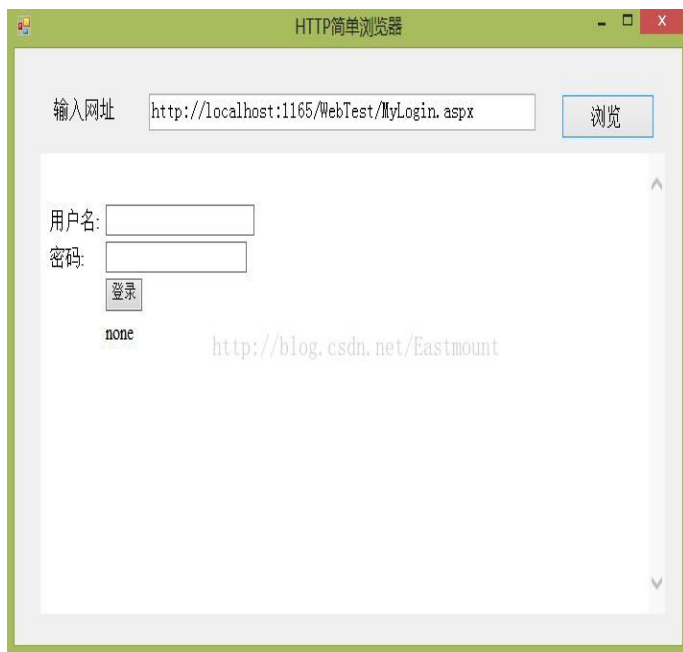 HTTP简单浏览器
输入网址 http://localhost:1165/WebTest/MyLogin.aspx 浏览
用户名:
密码:
登录
none
http://blog.csdn.net/Eastmount